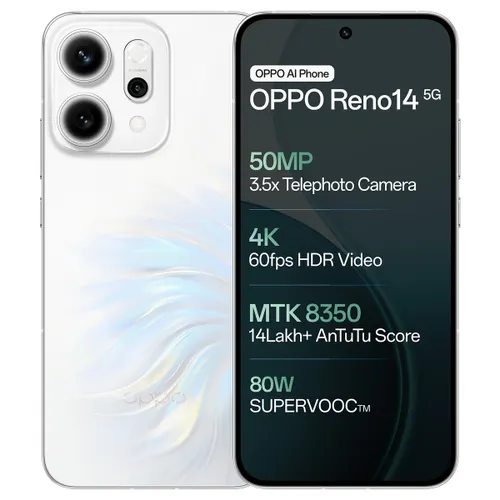 OPPO AI Phone
OPPO Reno14 5G
50MP
3.5x Telephoto Camera
4K
60fps HDR Video
MTK 8350
14Lakh+ AnTuTu Score
80W
SUPERVOOC™
oppo